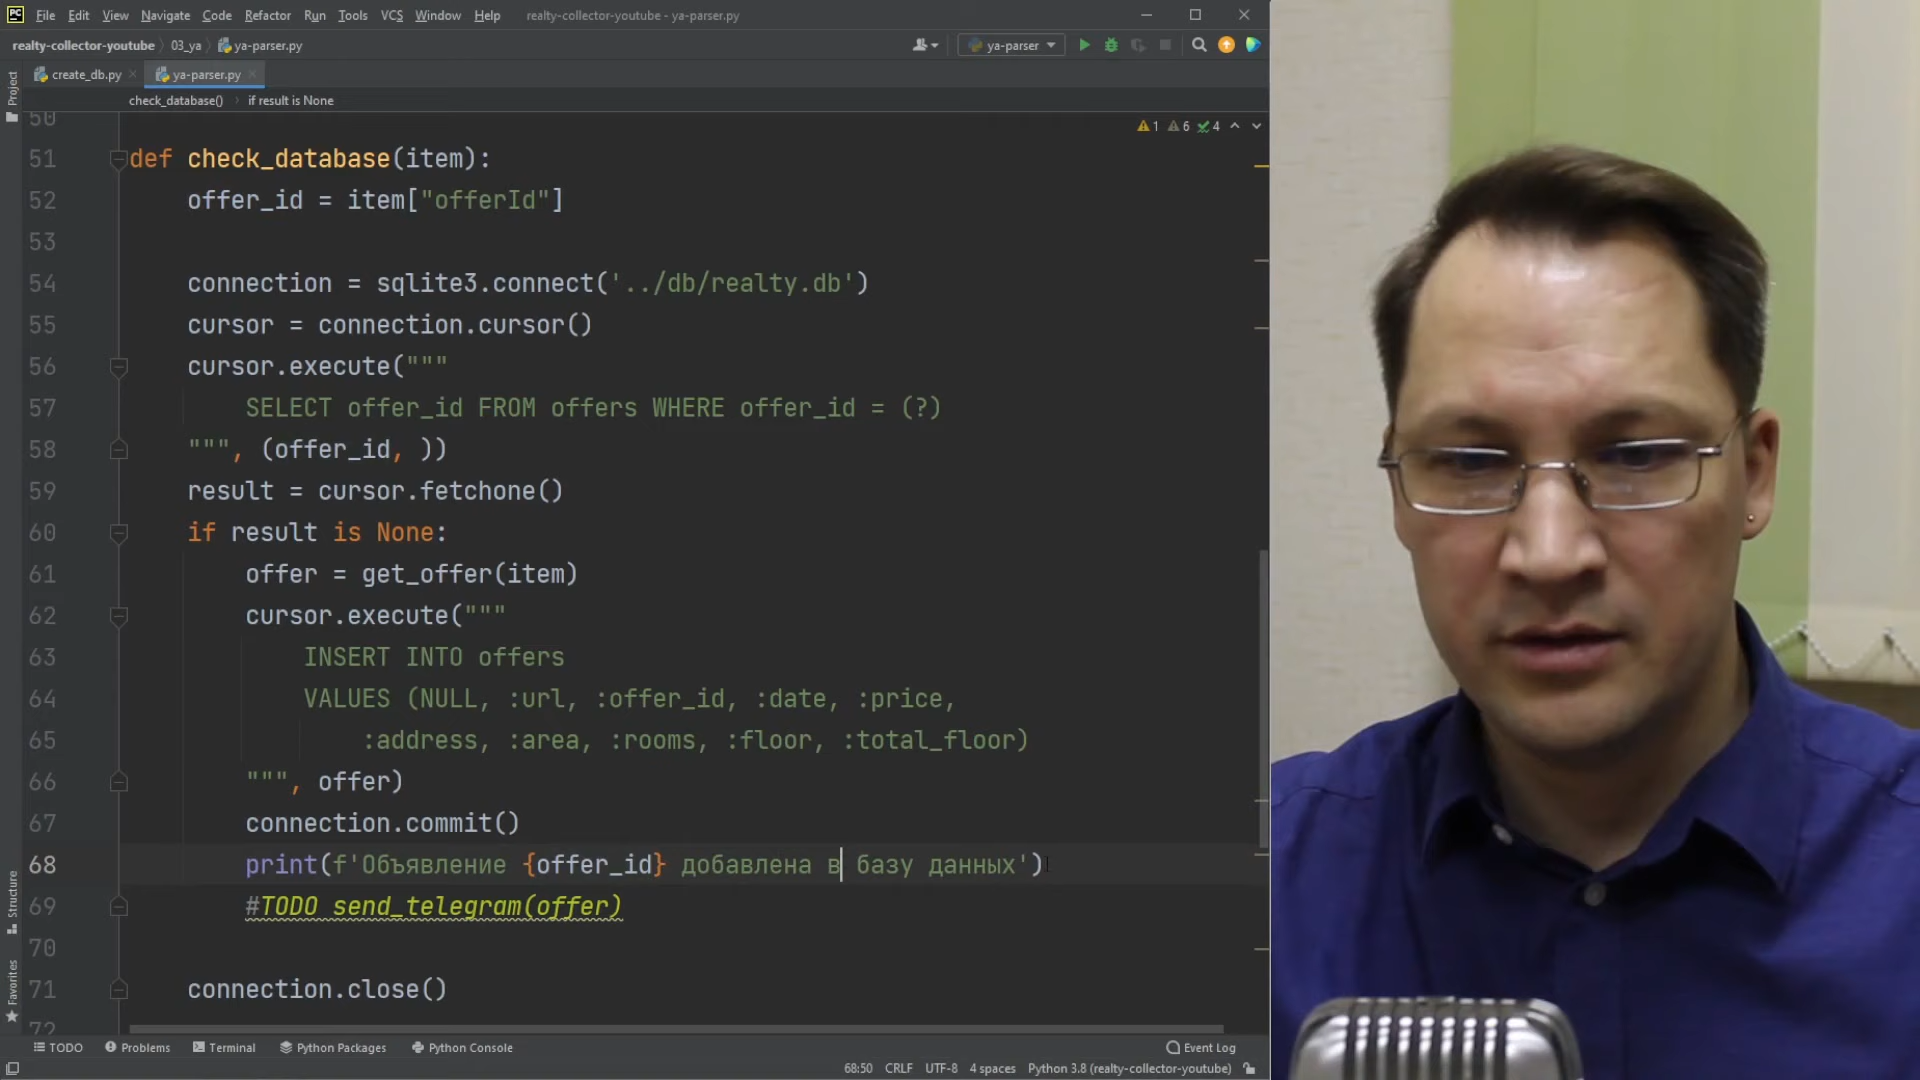 File Edit View Navigate Code Refactor Run Tools VCS Window Help realty-collector-youtube - ya-parser.py
realty-collector-youtube 03_ya ya-parser.py ya-parser
create_db.py ya-parser.py
check_database() if result is None
1 6 4
Project
50
51 def check_database(item):
52 offer_id = item["offerId"]
53
54 connection = sqlite3.connect('../db/realty.db')
55 cursor = connection.cursor()
56 cursor.execute("""
57 SELECT offer_id FROM offers WHERE offer_id = (?)
58 """, (offer_id, ))
59 result = cursor.fetchone()
60 if result is None:
61 offer = get_offer(item)
62 cursor.execute("""
63 INSERT INTO offers
64 VALUES (NULL, :url, :offer_id, :date, :price,
65 :address, :area, :rooms, :floor, :total_floor)
66 """, offer)
67 connection.commit()
68 print(f'Объявление {offer_id} добавлена в базу данных')
69 #TODO send_telegram(offer)
70
71 connection.close()
72
Structure
Favorites
TODO Problems Terminal Python Packages Python Console Event Log
68:50 CRLF UTF-8 4 spaces Python 3.8 (realty-collector-youtube)